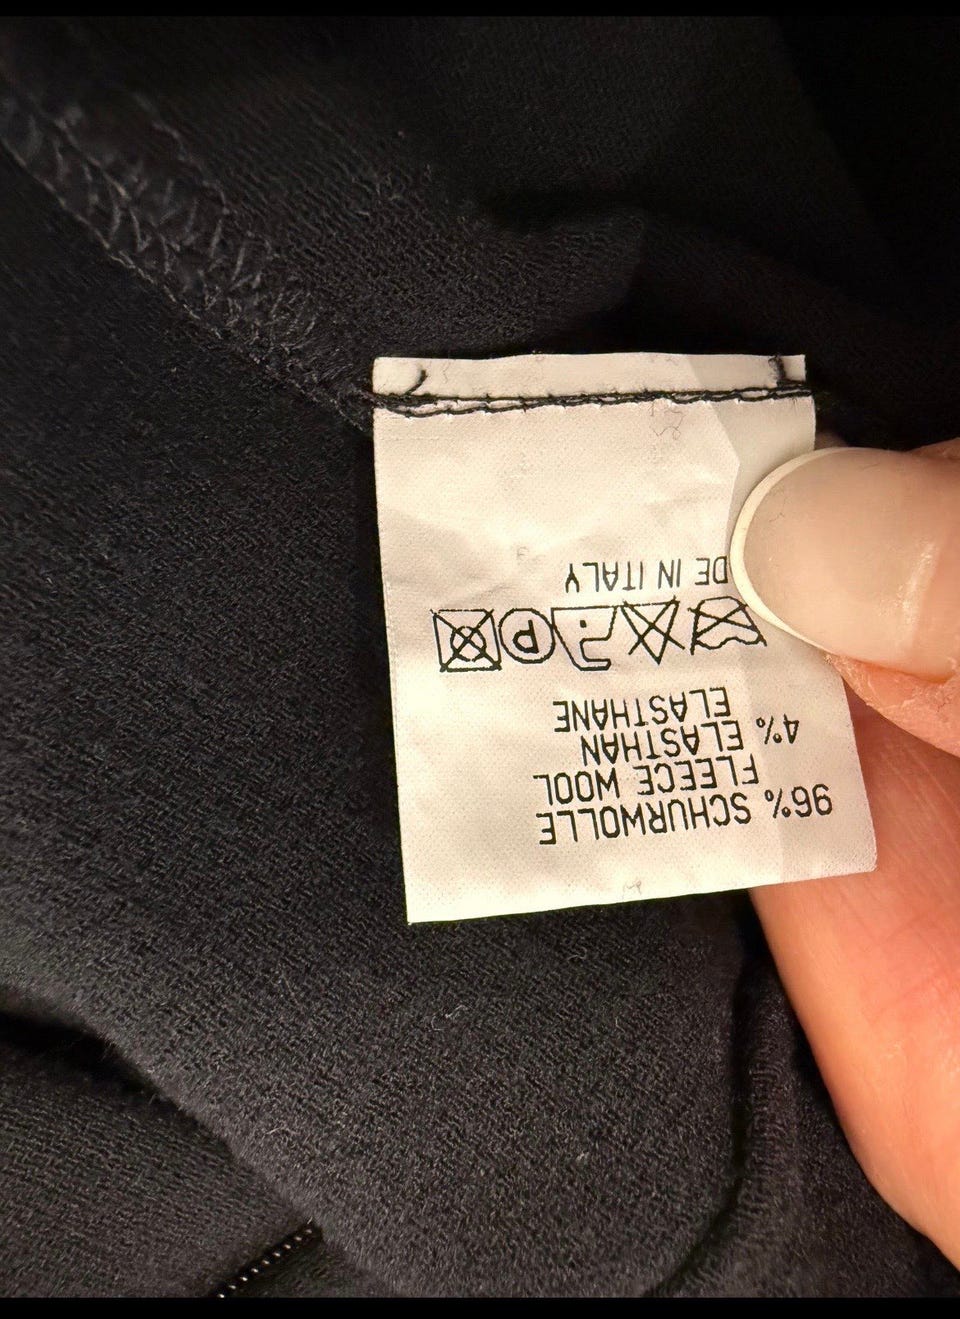 96% SCHURWOLLE
FLEECE WOOL
4% ELASTHAN
ELASTHANE
P
DE IN ITALY